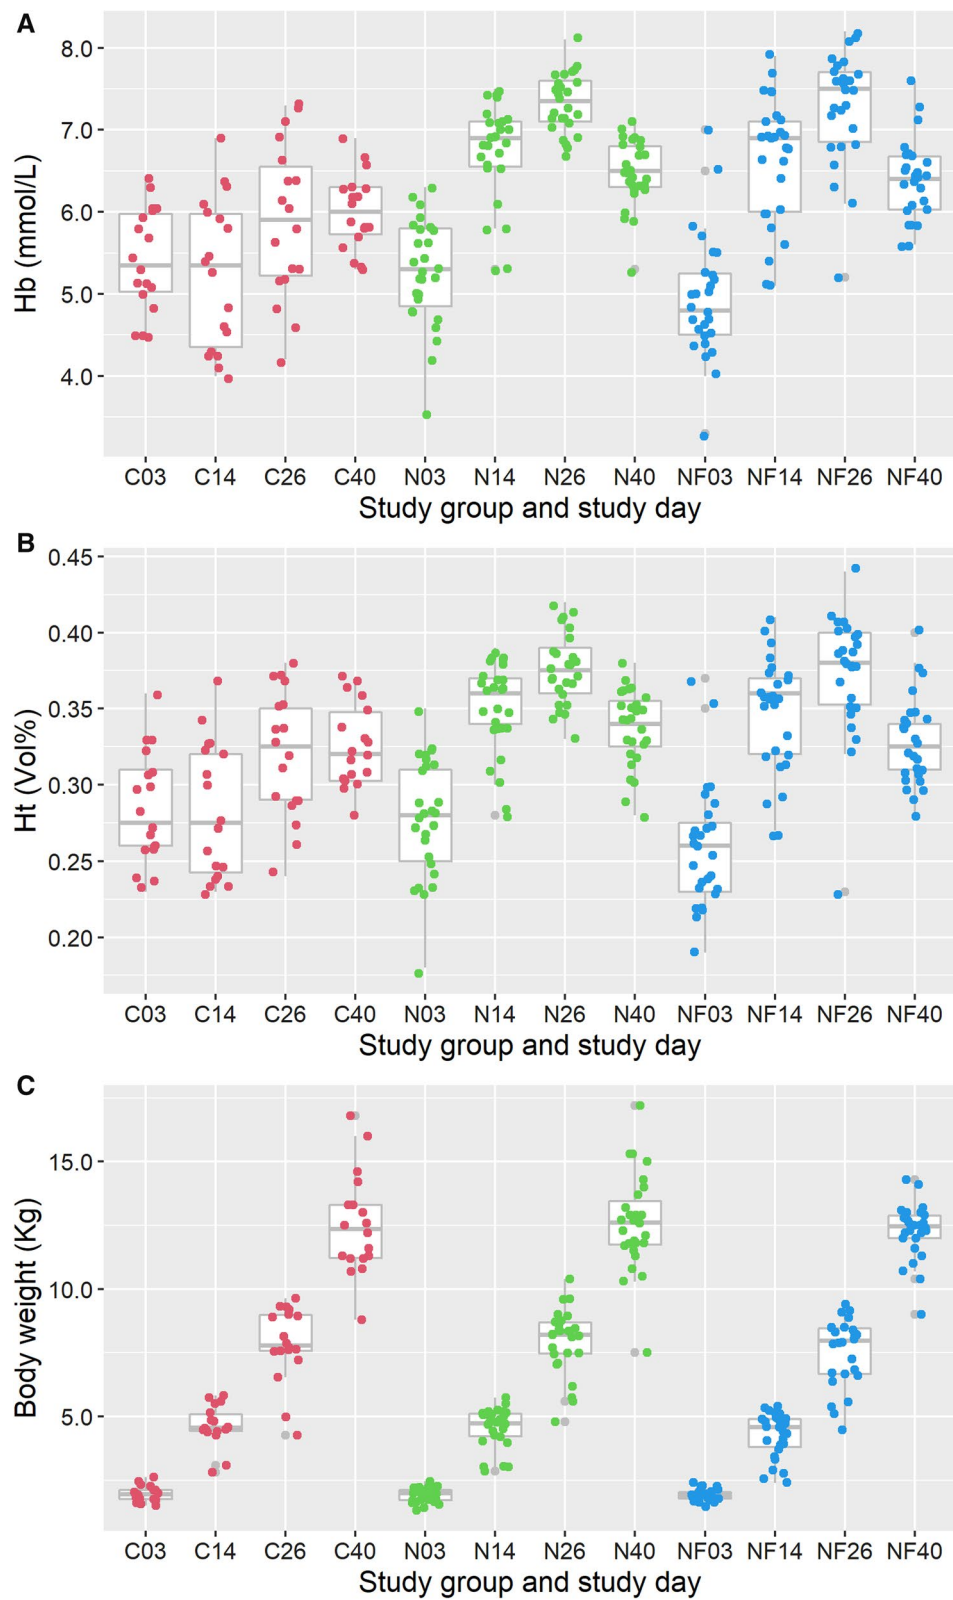 A
8.0
7.0
6.0
5.0
4.0
Hb (mmol/L)
C03 C14 C26 C40 N03 N14 N26 N40 NF03 NF14 NF26 NF40
Study group and study day
B
0.45
0.40
0.35
0.30
0.25
0.20
Ht (Vol%)
C03 C14 C26 C40 N03 N14 N26 N40 NF03 NF14 NF26 NF40
Study group and study day
C
15.0
10.0
5.0
Body weight (Kg)
C03 C14 C26 C40 N03 N14 N26 N40 NF03 NF14 NF26 NF40
Study group and study day